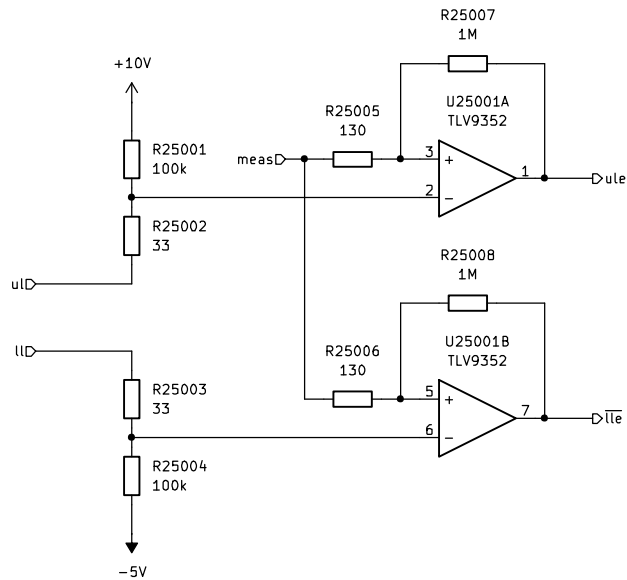 R25007
1M
+10V
R25005
130
U25001A
TLV9352
R25001
100k
meas
3
+
1
ule
2
−
R25002
33
ul
R25008
1M
ll
R25006
130
U25001B
TLV9352
R25003
33
5
+
7
lle
6
−
R25004
100k
−5V